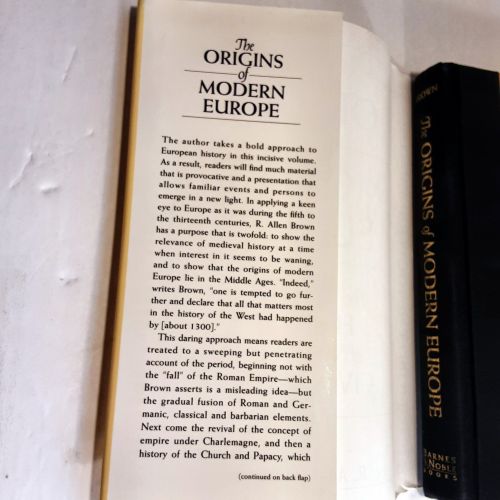 The
ORIGINS
of
MODERN
EUROPE
The author takes a bold approach to
European history in this incisive volume.
As a result, readers will find much material
that is provocative and a presentation that
allows familiar events and persons to
emerge in a new light. In applying a keen
eye to Europe as it was during the fifth to
the thirteenth centuries, R. Allen Brown
has a purpose that is twofold: to show the
relevance of medieval history at a time
when interest in it seems to be waning,
and to show that the origins of modern
Europe lie in the Middle Ages. "Indeed,"
writes Brown, "one is tempted to go fur-
ther and declare that all that matters most
in the history of the West had happened
by [about 1300]."
This daring approach means readers are
treated to a sweeping but penetrating
account of the period, beginning not with
the "fall" of the Roman Empire—which
Brown asserts is a misleading idea—but
the gradual fusion of Roman and Ger-
manic, classical and barbarian elements.
Next come the revival of the concept of
empire under Charlemagne, and then a
history of the Church and Papacy, which
(continued on back flap)
BROWN
The ORIGINS of MODERN EUROPE
BARNES
& NOBLE
BOOKS